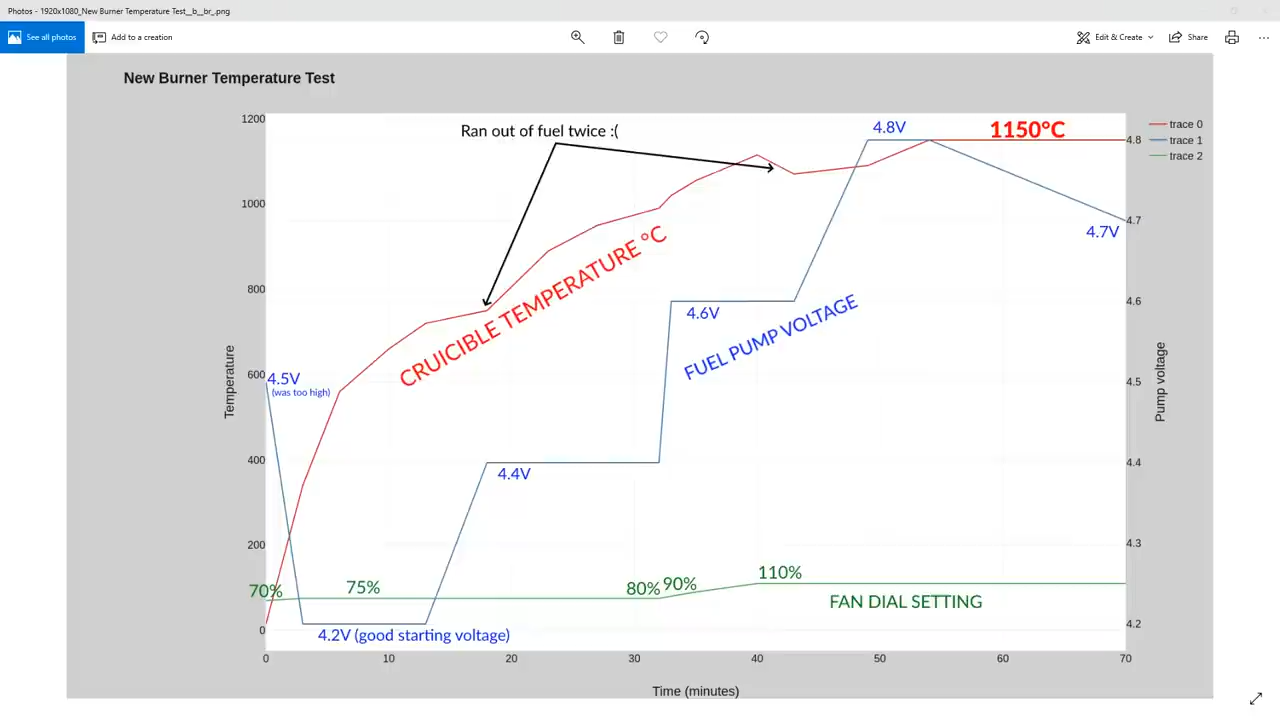 Photos - 1920x1080_New Burner Temperature Test__b__br_.png
See all photos
Add to a creation
Edit & Create
Share
New Burner Temperature Test
Ran out of fuel twice :(
4.8V
1150°C
trace 0
trace 1
trace 2
1200
1000
800
600
400
200
0
Temperature
4.8
4.7
4.6
4.5
4.4
4.3
4.2
Pump voltage
4.7V
CRUICIBLE TEMPERATURE °C
4.6V
FUEL PUMP VOLTAGE
4.5V
(was too high)
4.4V
70%
75%
80%
90%
110%
FAN DIAL SETTING
4.2V (good starting voltage)
0
10
20
30
40
50
60
70
Time (minutes)